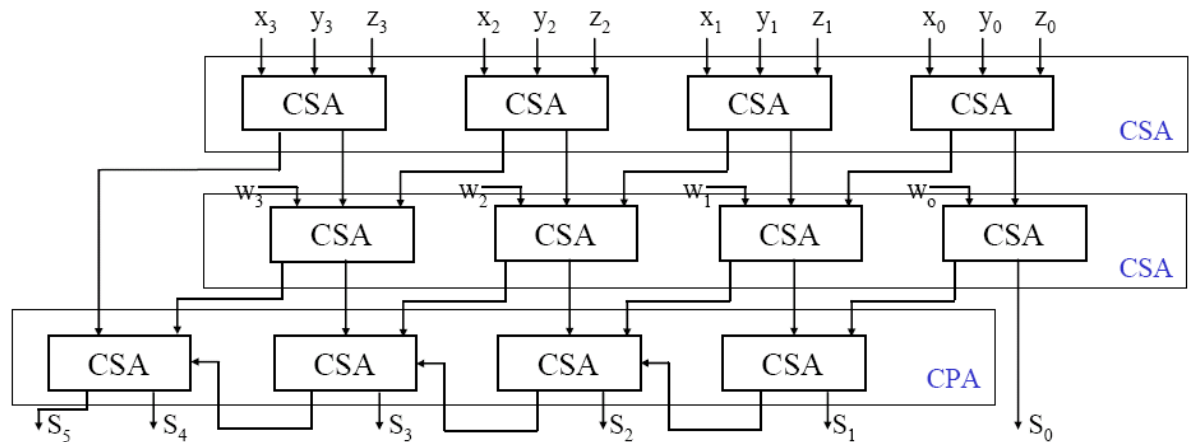 x₃ y₃ z₃ x₂ y₂ z₂ x₁ y₁ z₁ x₀ y₀ z₀
CSA CSA CSA CSA
CSA
w₃ w₂ w₁ wₒ
CSA CSA CSA CSA
CSA
CSA CSA CSA CSA
CPA
S₅ S₄ S₃ S₂ S₁ S₀